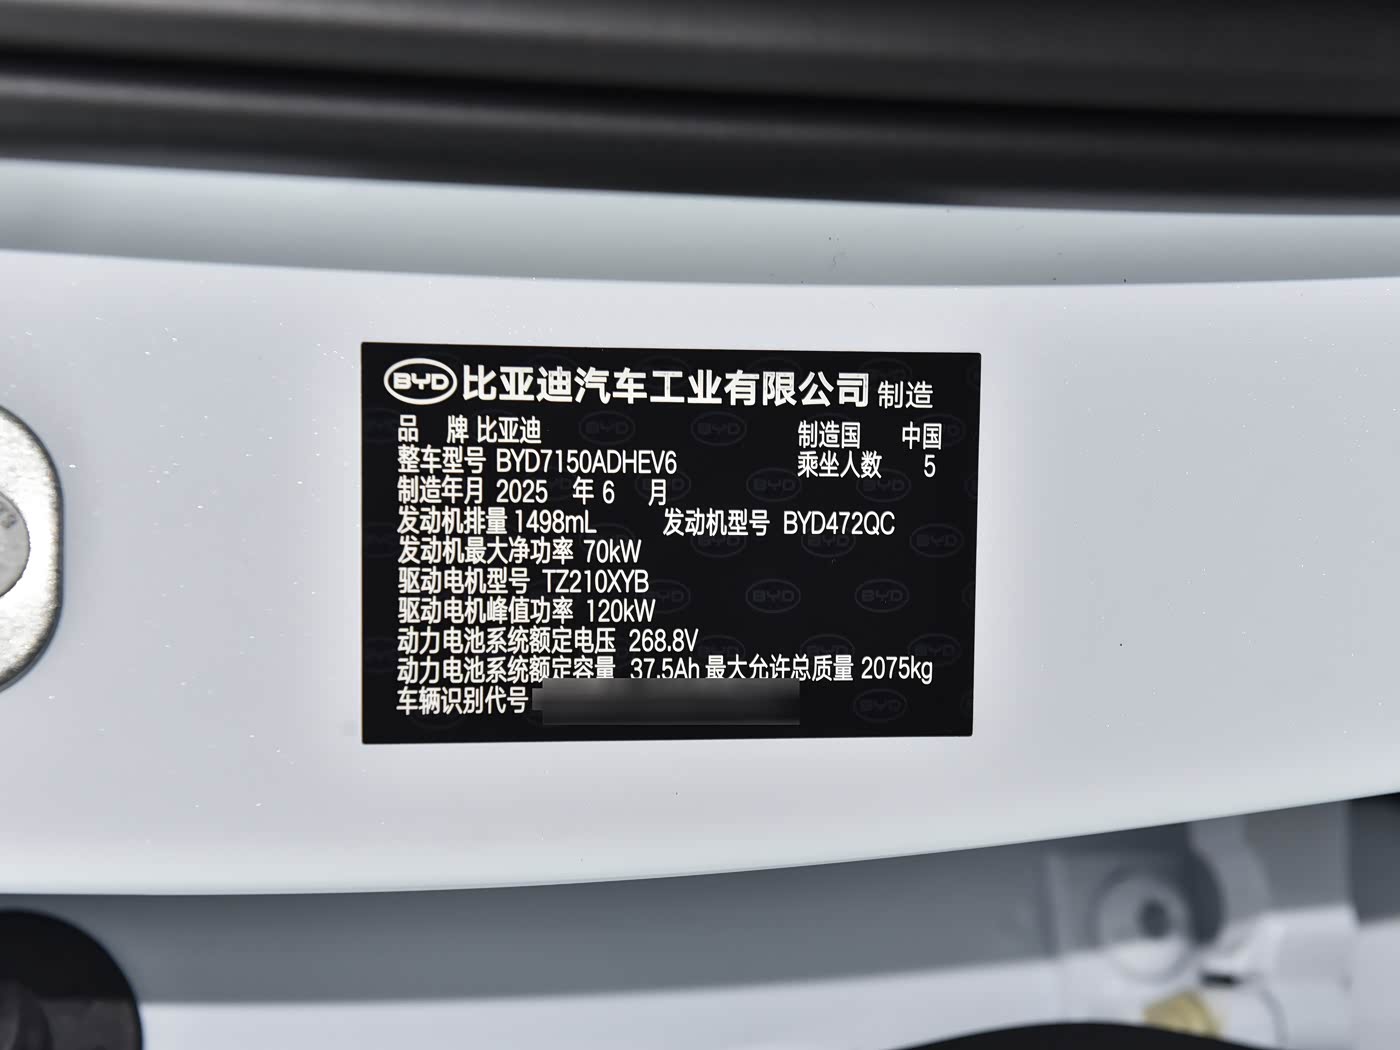 BYD 比亚迪汽车工业有限公司 制造
品 牌 比亚迪 制造国 中国
整车型号 BYD7150ADHEV6 乘坐人数 5
制造年月 2025 年 6 月
发动机排量 1498mL 发动机型号 BYD472QC
发动机最大净功率 70kW
驱动电机型号 TZ210XYB
驱动电机峰值功率 120kW
动力电池系统额定电压 268.8V
动力电池系统额定容量 37.5Ah 最大允许总质量 2075kg
车辆识别代号